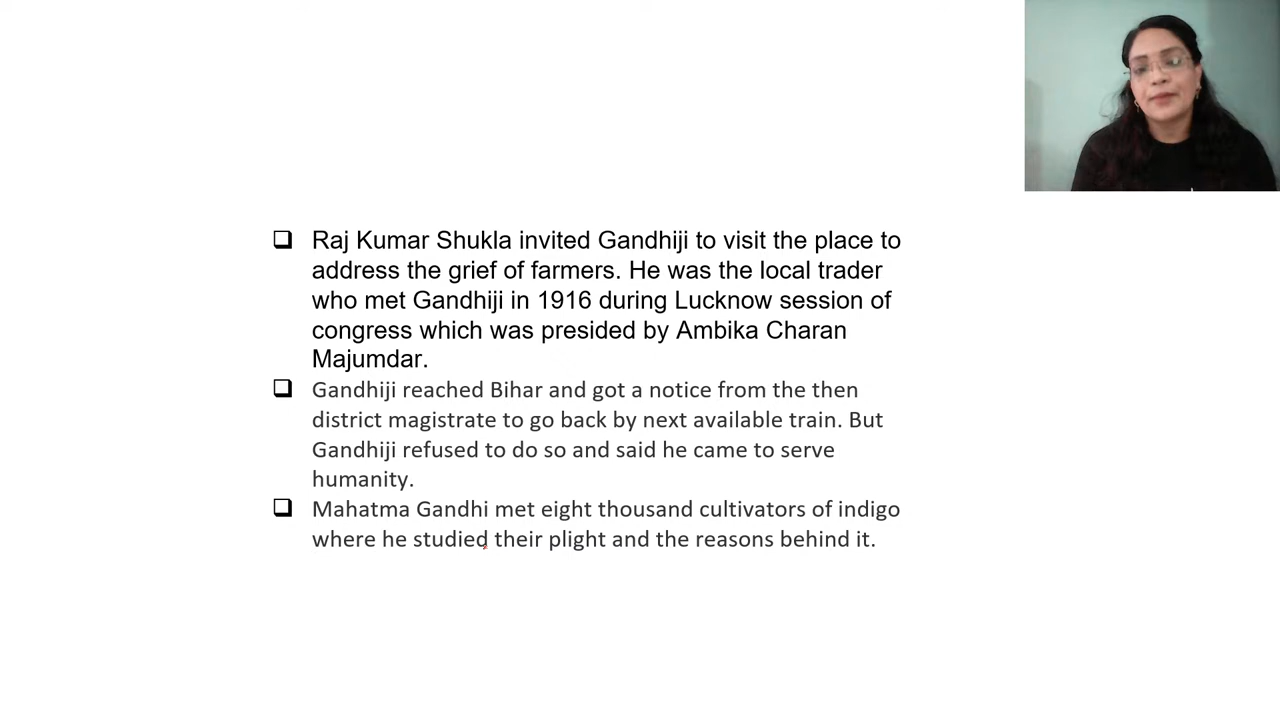 Raj Kumar Shukla invited Gandhiji to visit the place to
address the grief of farmers. He was the local trader
who met Gandhiji in 1916 during Lucknow session of
congress which was presided by Ambika Charan
Majumdar.
Gandhiji reached Bihar and got a notice from the then
district magistrate to go back by next available train. But
Gandhiji refused to do so and said he came to serve
humanity.
Mahatma Gandhi met eight thousand cultivators of indigo
where he studied their plight and the reasons behind it.